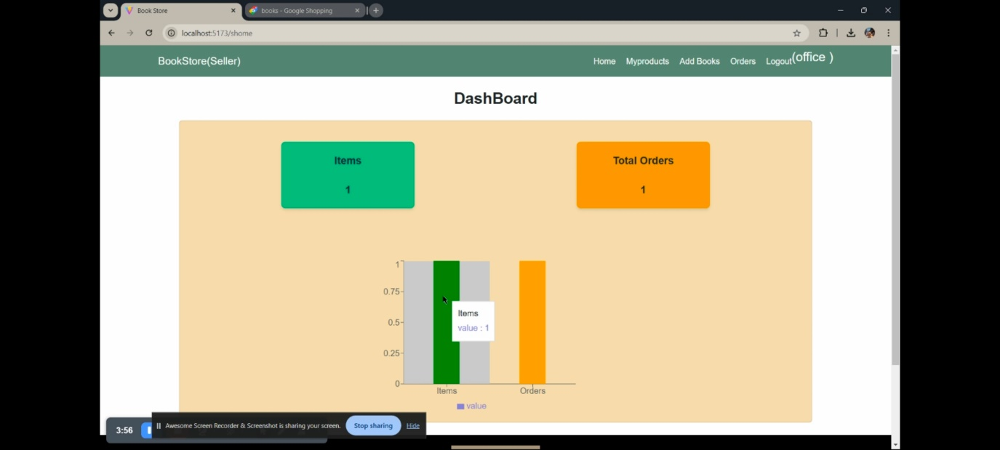 Book Store
books - Google Shopping
localhost:5173/shome
BookStore(Seller)
Home Myproducts Add Books Orders Logout(office )
DashBoard
Items
1
Total Orders
1
1
0.75
0.5
0.25
0
Items
value : 1
Items
Orders
value
3:56
Awesome Screen Recorder & Screenshot is sharing your screen.
Stop sharing
Hide